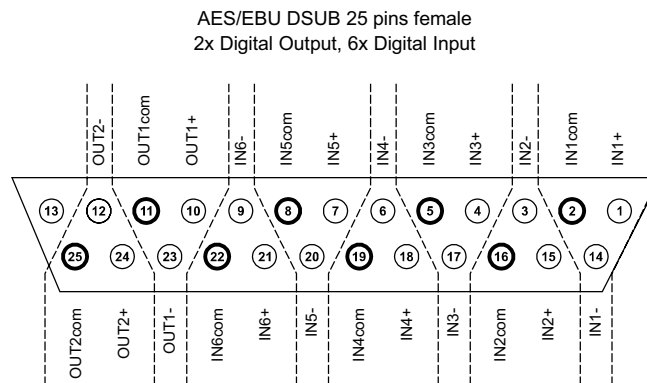 AES/EBU DSUB 25 pins female
2x Digital Output, 6x Digital Input
OUT2-
OUT1com
OUT1+
IN6-
IN5com
IN5+
IN4-
IN3com
IN3+
IN2-
IN1com
IN1+
13 12 11 10 9 8 7 6 5 4 3 2 1
25 24 23 22 21 20 19 18 17 16 15 14
OUT2com
OUT2+
OUT1-
IN6com
IN6+
IN5-
IN4com
IN4+
IN3-
IN2com
IN2+
IN1-